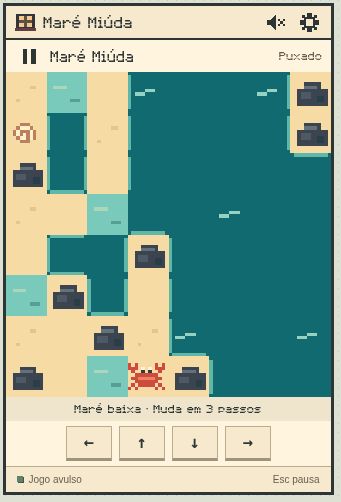 Maré Miúda
Maré Miúda
Puxado
Maré baixa · Muda em 3 passos
← ↑ ↓ →
Jogo avulso
Esc pausa